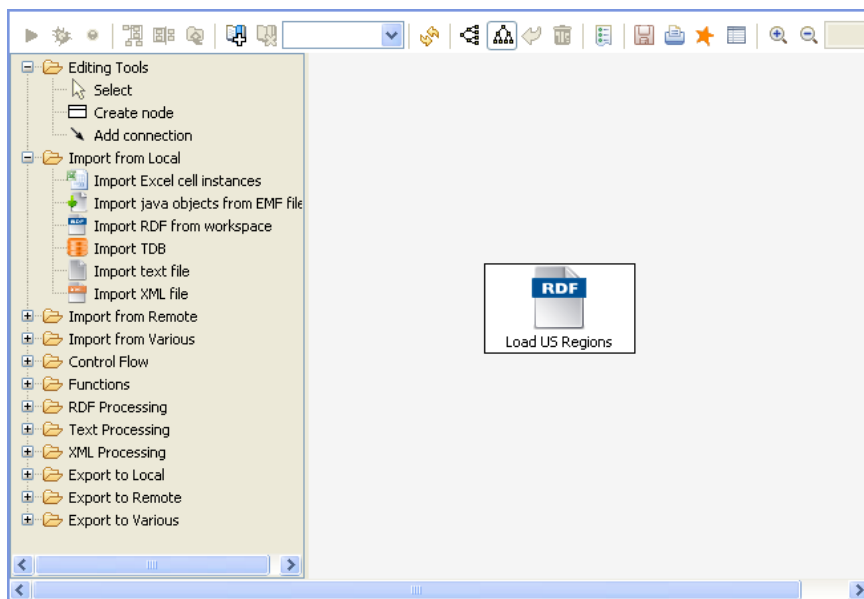 Editing Tools
Select
Create node
Add connection
Import from Local
Import Excel cell instances
Import java objects from EMF file
Import RDF from workspace
Import TDB
Import text file
Import XML file
Import from Remote
Import from Various
Control Flow
Functions
RDF Processing
Text Processing
XML Processing
Export to Local
Export to Remote
Export to Various
RDF
Load US Regions